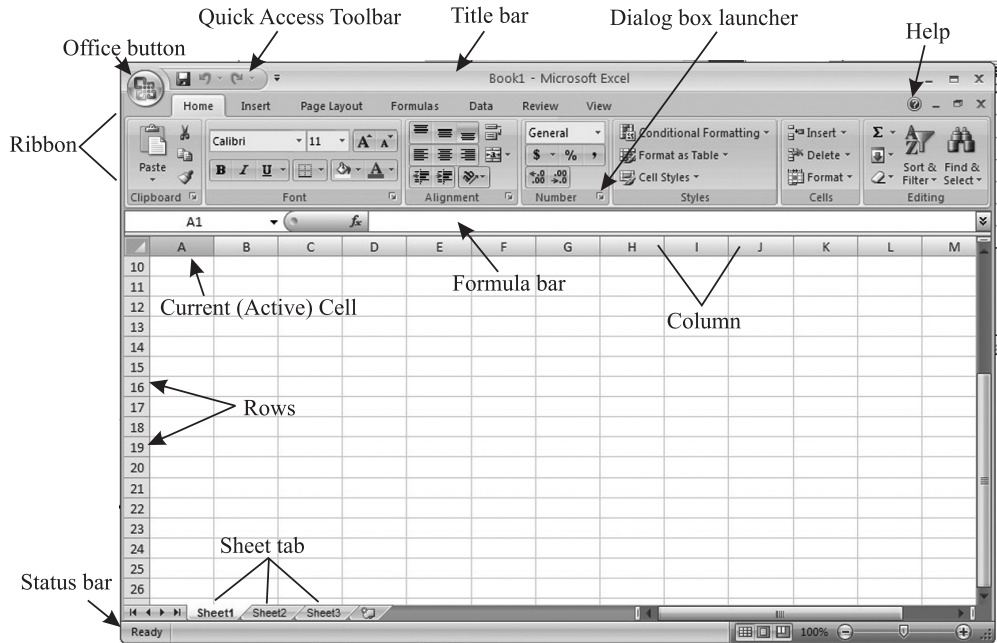 Quick Access Toolbar
Title bar
Dialog box launcher
Office button
Help
Book1 - Microsoft Excel
Home Insert Page Layout Formulas Data Review View
Ribbon
Paste
Calibri 11
B I U A
General
$ % ,
Conditional Formatting
Format as Table
Cell Styles
Insert
Delete
Format
Σ
Sort & Filter
Find & Select
Clipboard Font Alignment Number Styles Cells Editing
A1 fx
A B C D E F G H I J K L M
10
11
12
13
14
15
16
17
18
19
20
21
22
23
24
25
26
Formula bar
Current (Active) Cell
Column
Rows
Sheet tab
Status bar
Sheet1 Sheet2 Sheet3
Ready 100%